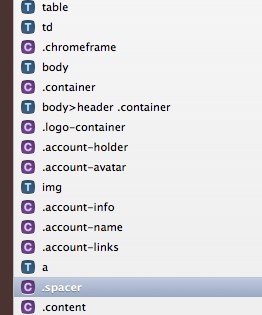 T table
T td
C .chromeframe
T body
C .container
T body>header .container
C .logo-container
C .account-holder
C .account-avatar
T img
C .account-info
C .account-name
C .account-links
T a
C .spacer
C .content